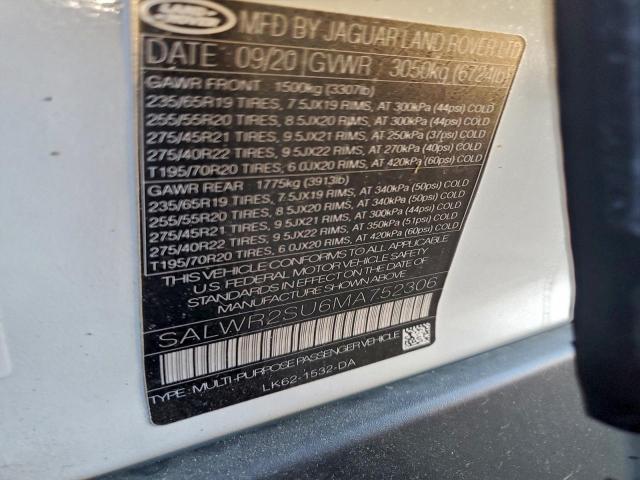 LAND ROVER
MFD BY JAGUAR LAND ROVER LTD
DATE 09/20 GVWR 3050kg (6724lb)
GAWR FRONT 1500kg (3307lb)
235/65R19 TIRES, 7.5JX19 RIMS, AT 300kPa (44psi) COLD
255/55R20 TIRES, 8.5JX20 RIMS, AT 300kPa (44psi) COLD
275/45R21 TIRES, 9.5JX21 RIMS, AT 250kPa (37psi) COLD
275/40R22 TIRES, 9.5JX22 RIMS, AT 270kPa (40psi) COLD
T195/70R20 TIRES, 6.0JX20 RIMS, AT 420kPa (60psi) COLD
GAWR REAR 1775kg (3913lb)
235/65R19 TIRES, 7.5JX19 RIMS, AT 340kPa (50psi) COLD
255/55R20 TIRES, 8.5JX20 RIMS, AT 340kPa (50psi) COLD
275/45R21 TIRES, 9.5JX21 RIMS, AT 300kPa (44psi) COLD
275/40R22 TIRES, 9.5JX22 RIMS, AT 350kPa (51psi) COLD
T195/70R20 TIRES, 6.0JX20 RIMS, AT 420kPa (60psi) COLD
THIS VEHICLE CONFORMS TO ALL APPLICABLE
U.S. FEDERAL MOTOR VEHICLE SAFETY
STANDARDS IN EFFECT ON THE DATE OF
MANUFACTURE SHOWN ABOVE.
SALWR2SU6MA752306
TYPE - MULTI-PURPOSE PASSENGER VEHICLE
LK62-1532-DA